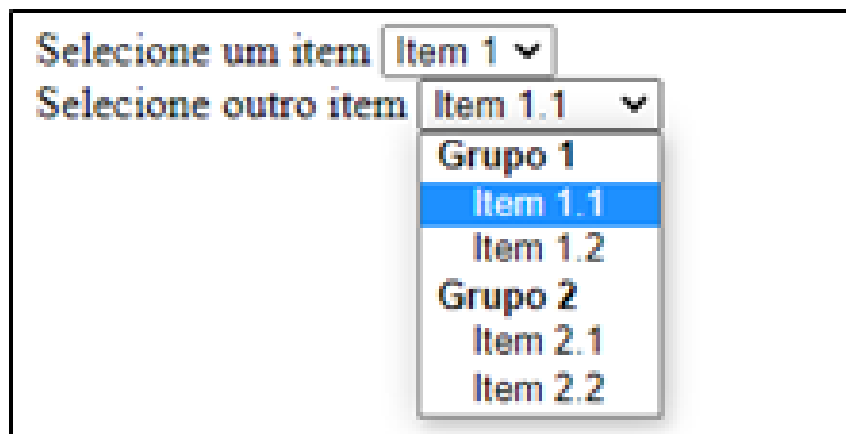 Selecione um item Item 1
Selecione outro item Item 1.1
Grupo 1
Item 1.1
Item 1.2
Grupo 2
Item 2.1
Item 2.2